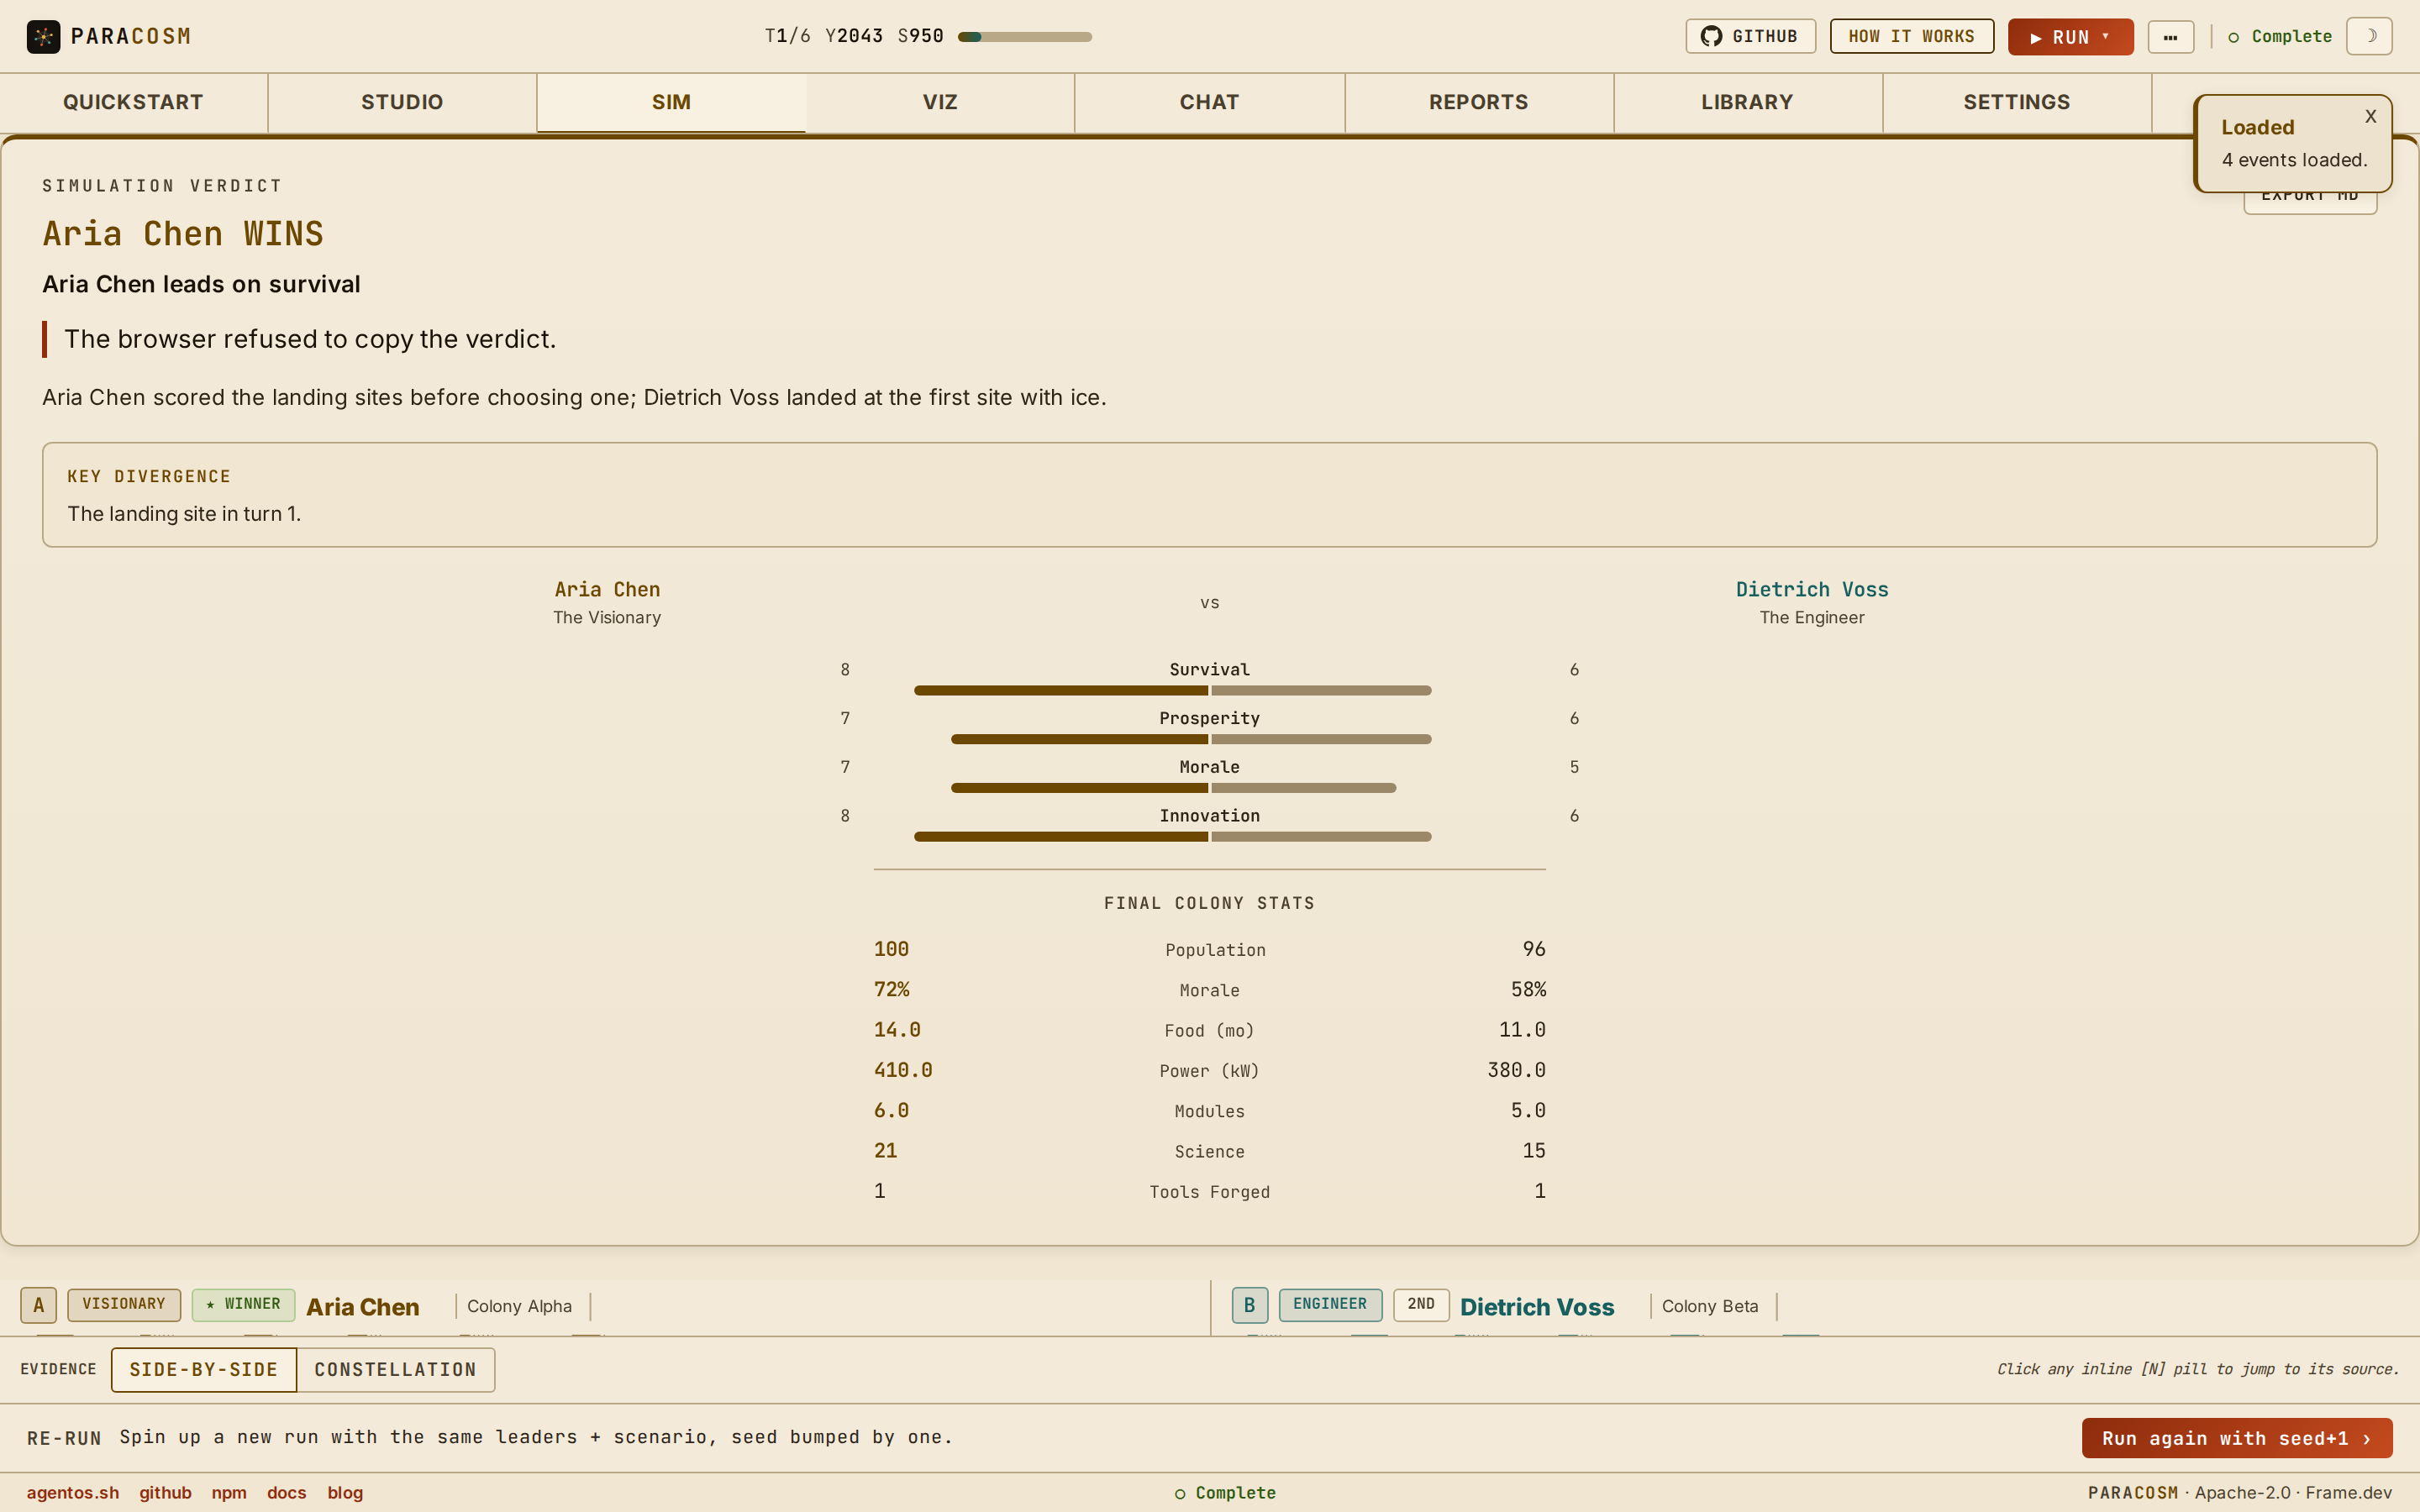 PARACOSM
T1/6 Y2043 S950
GITHUB
HOW IT WORKS
▶ RUN ▾
Complete
QUICKSTART
STUDIO
SIM
VIZ
CHAT
REPORTS
LIBRARY
SETTINGS
Loaded
X
4 events loaded.
SIMULATION VERDICT
EXPORT MD
Aria Chen WINS
Aria Chen leads on survival
The browser refused to copy the verdict.
Aria Chen scored the landing sites before choosing one; Dietrich Voss landed at the first site with ice.
KEY DIVERGENCE
The landing site in turn 1.
Aria Chen
The Visionary
vs
Dietrich Voss
The Engineer
8 Survival 6
7 Prosperity 6
7 Morale 5
8 Innovation 6
FINAL COLONY STATS
100 Population 96
72% Morale 58%
14.0 Food (mo) 11.0
410.0 Power (kW) 380.0
6.0 Modules 5.0
21 Science 15
1 Tools Forged 1
A VISIONARY ★ WINNER Aria Chen Colony Alpha
B ENGINEER 2ND Dietrich Voss Colony Beta
EVIDENCE SIDE-BY-SIDE CONSTELLATION
Click any inline [N] pill to jump to its source.
RE-RUN Spin up a new run with the same leaders + scenario, seed bumped by one.
Run again with seed+1 ›
agentos.sh github npm docs blog
Complete
PARACOSM · Apache-2.0 · Frame.dev